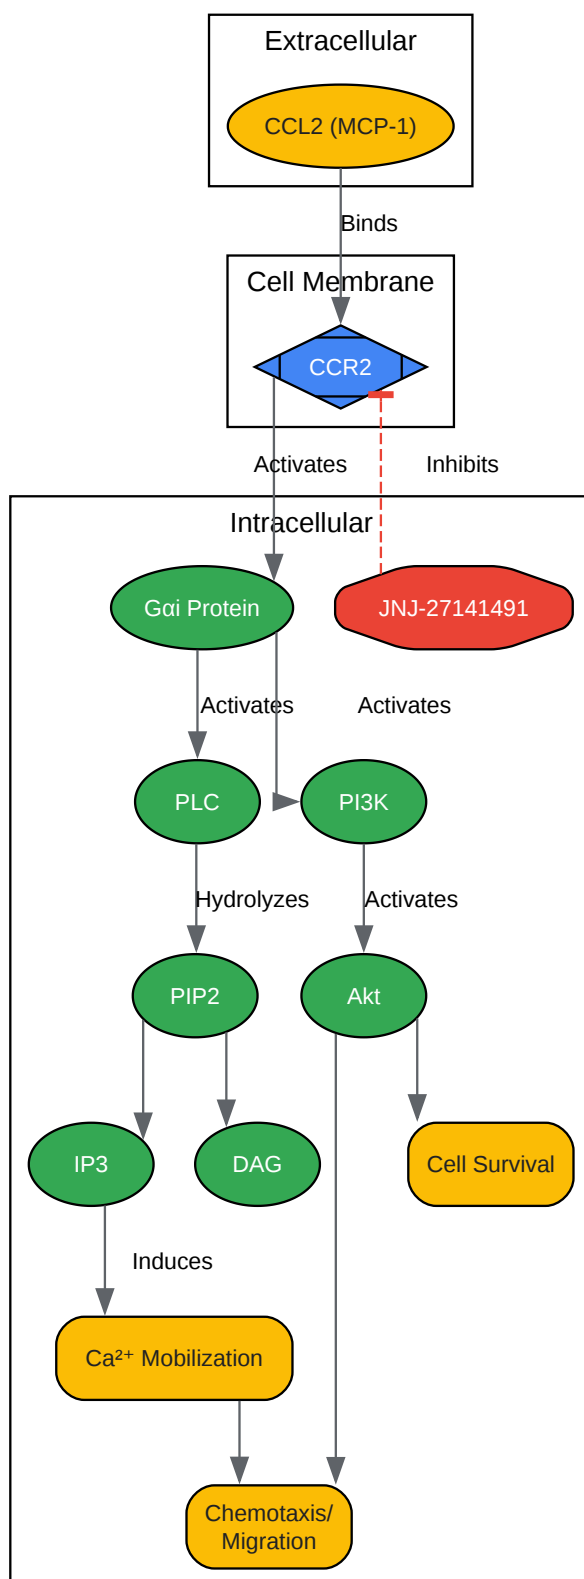 Extracellular
CCL2 (MCP-1)
Binds
Cell Membrane
CCR2
Activates
Inhibits
Intracellular
Gαi Protein
JNJ-27141491
Activates
Activates
PLC
PI3K
Hydrolyzes
Activates
PIP2
Akt
IP3
DAG
Cell Survival
Induces
Ca²⁺ Mobilization
Chemotaxis/
Migration